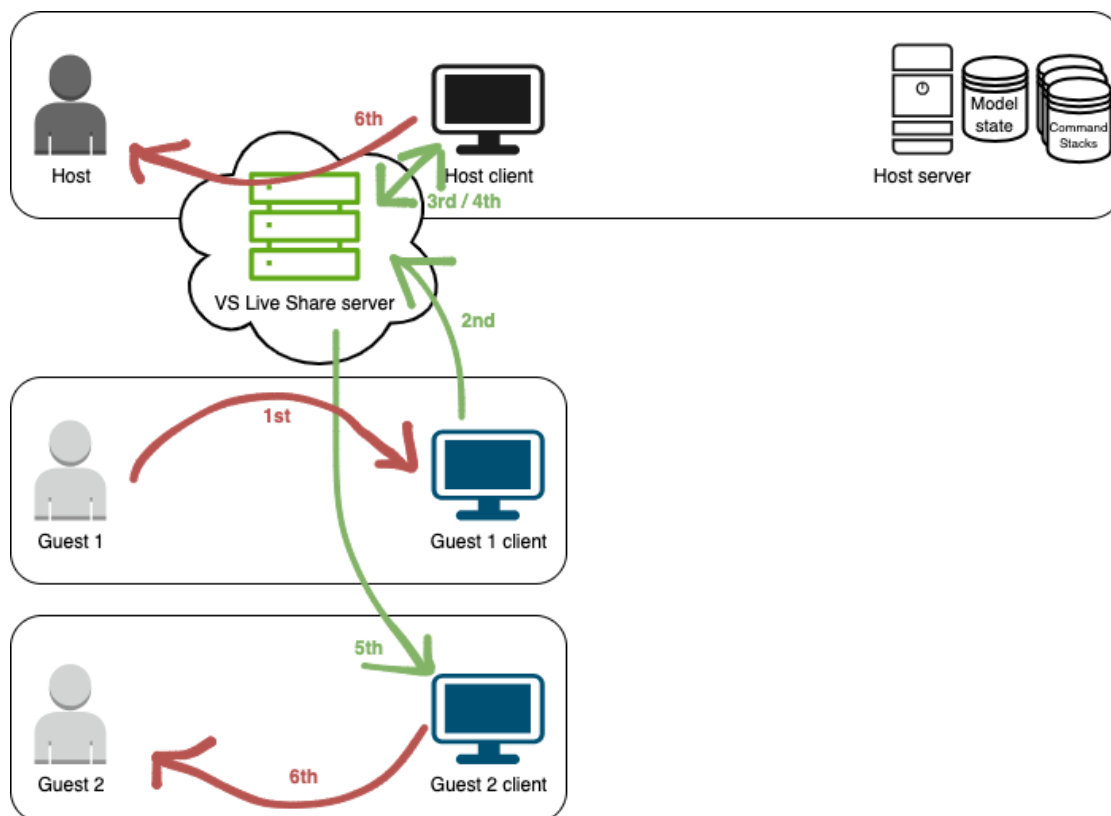 6th
Model
state
Command
Stacks
Host
Host client
Host server
3rd / 4th
VS Live Share server
2nd
1st
Guest 1
Guest 1 client
5th
6th
Guest 2
Guest 2 client